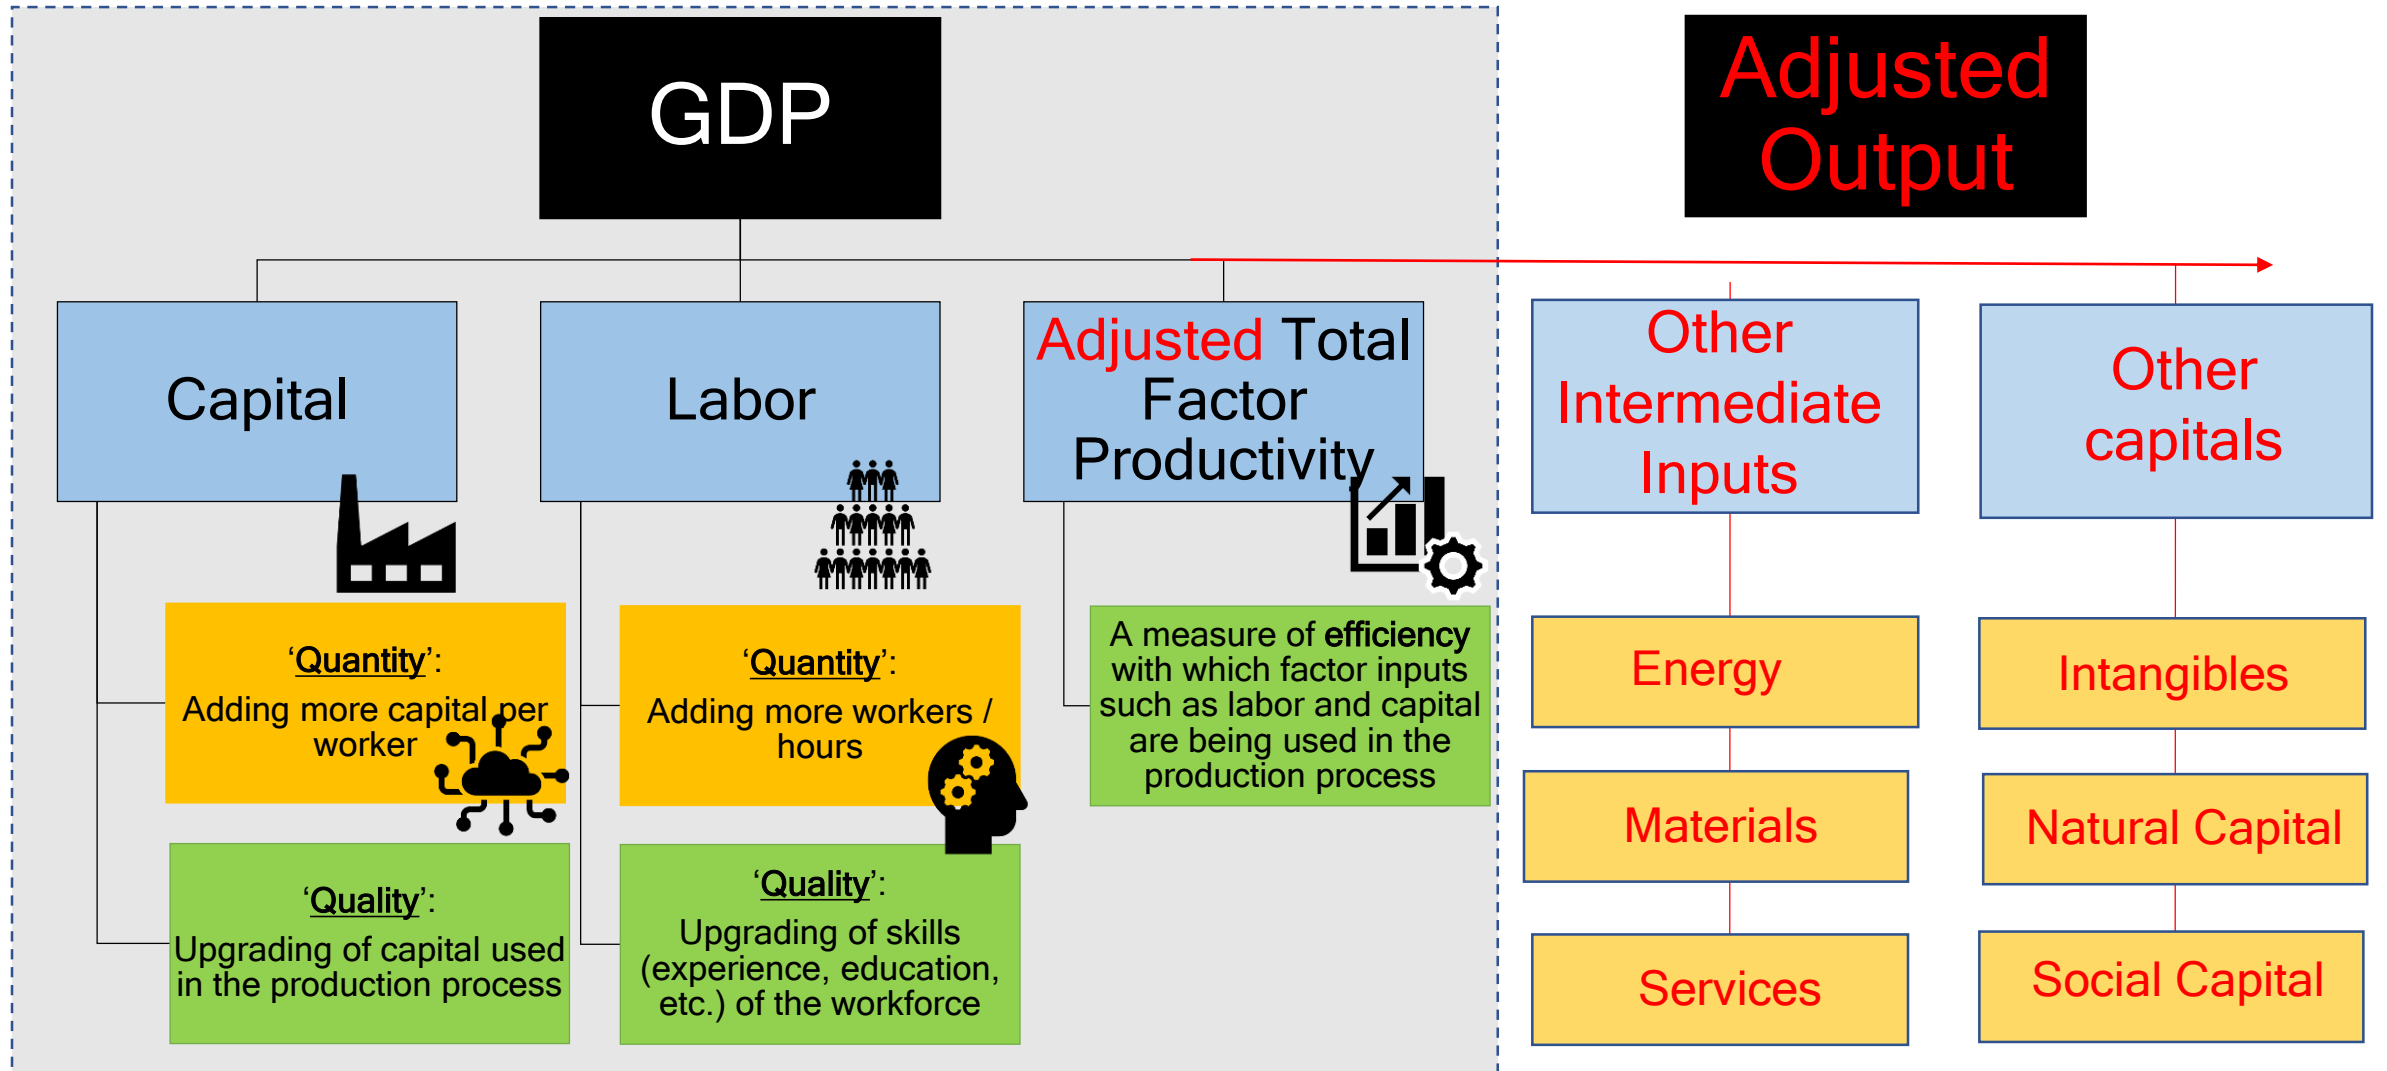 GDP
Adjusted
Output
Capital
Labor
Adjusted Total
Factor
Productivity
Other
Intermediate
Inputs
Other
capitals
‘Quantity’:
Adding more capital per
worker
‘Quality’:
Upgrading of capital used
in the production process
‘Quantity’:
Adding more workers /
hours
‘Quality’:
Upgrading of skills
(experience, education,
etc.) of the workforce
A measure of efficiency
with which factor inputs
such as labor and capital
are being used in the
production process
Energy
Materials
Services
Intangibles
Natural Capital
Social Capital